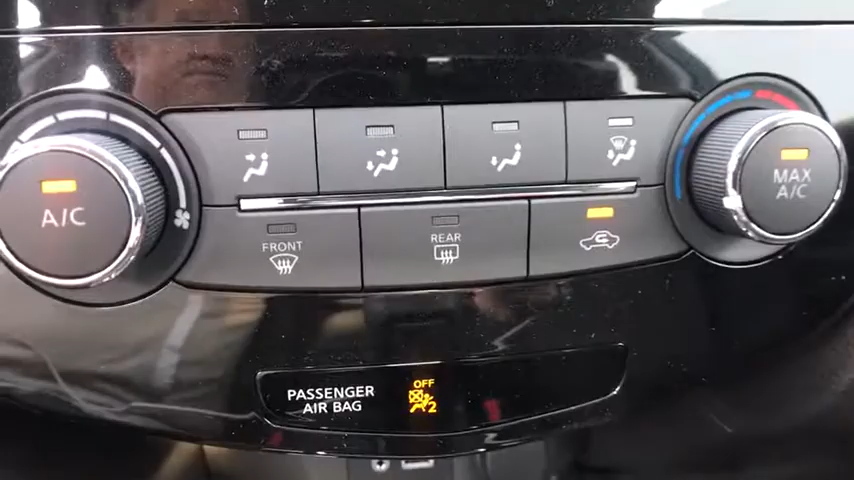 A/C
MAX
A/C
FRONT
REAR
PASSENGER
AIR BAG
OFF
2